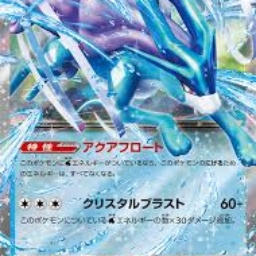 特性 アクアフロート
このポケモンに水エネルギーがついているなら、このポケモンのにげるため
のエネルギーは、すべてなくなる。
クリスタルブラスト 60+
このポケモンについている水エネルギーの数×30ダメージ追加。